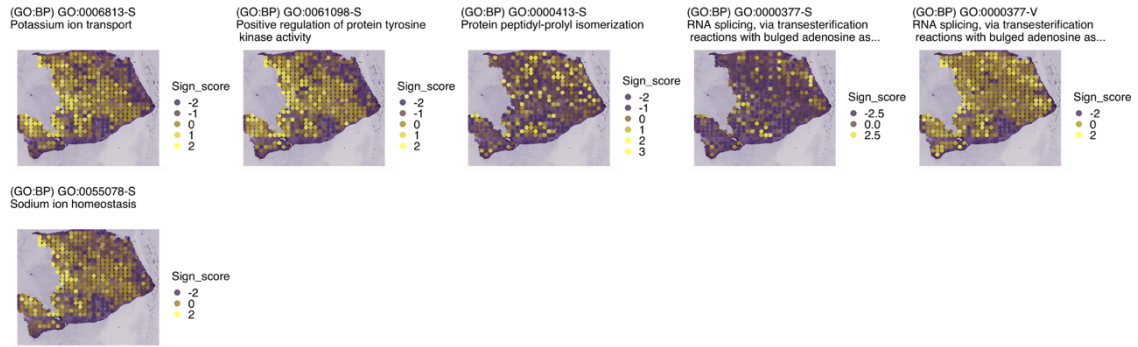 (GO:BP) GO:0006813-S
Potassium ion transport
Sign_score
-2
-1
0
1
2
(GO:BP) GO:0061098-S
Positive regulation of protein tyrosine
kinase activity
Sign_score
-2
-1
0
1
2
(GO:BP) GO:0000413-S
Protein peptidyl-prolyl isomerization
Sign_score
-2
-1
0
1
2
3
(GO:BP) GO:0000377-S
RNA splicing, via transesterification
reactions with bulged adenosine as...
Sign_score
-2.5
0.0
2.5
(GO:BP) GO:0000377-V
RNA splicing, via transesterification
reactions with bulged adenosine as...
Sign_score
-2
0
2
(GO:BP) GO:0055078-S
Sodium ion homeostasis
Sign_score
-2
0
2